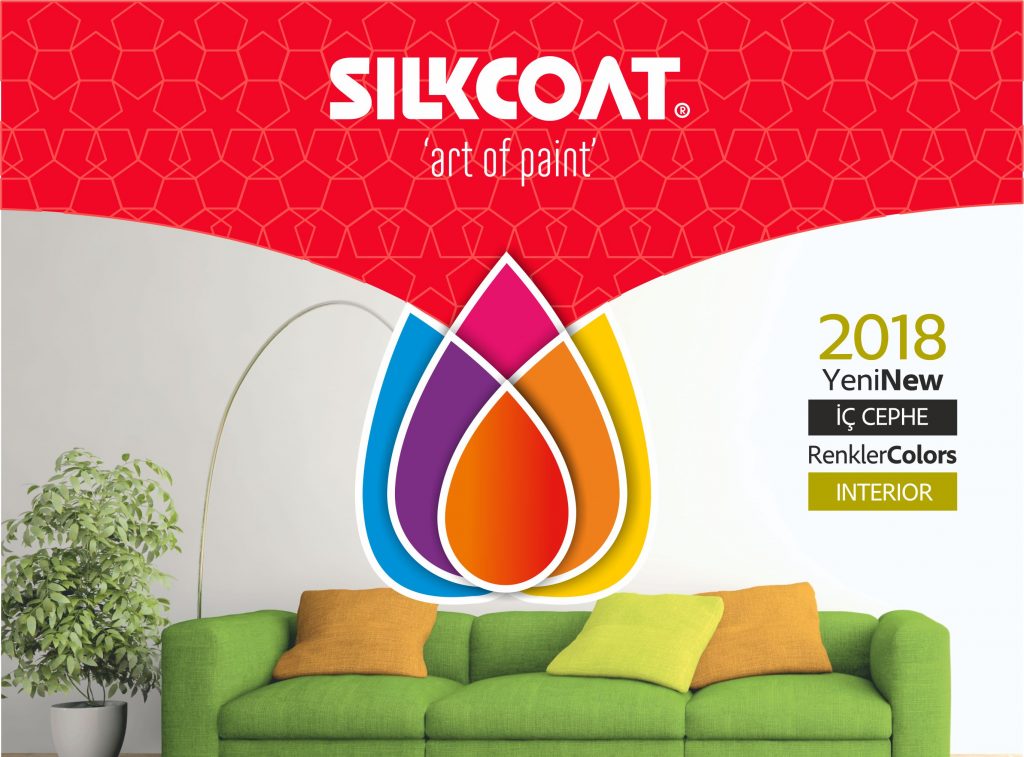 SILKCOAT®
'art of paint'
2018
YeniNew
İÇ CEPHE
RenklerColors
INTERIOR